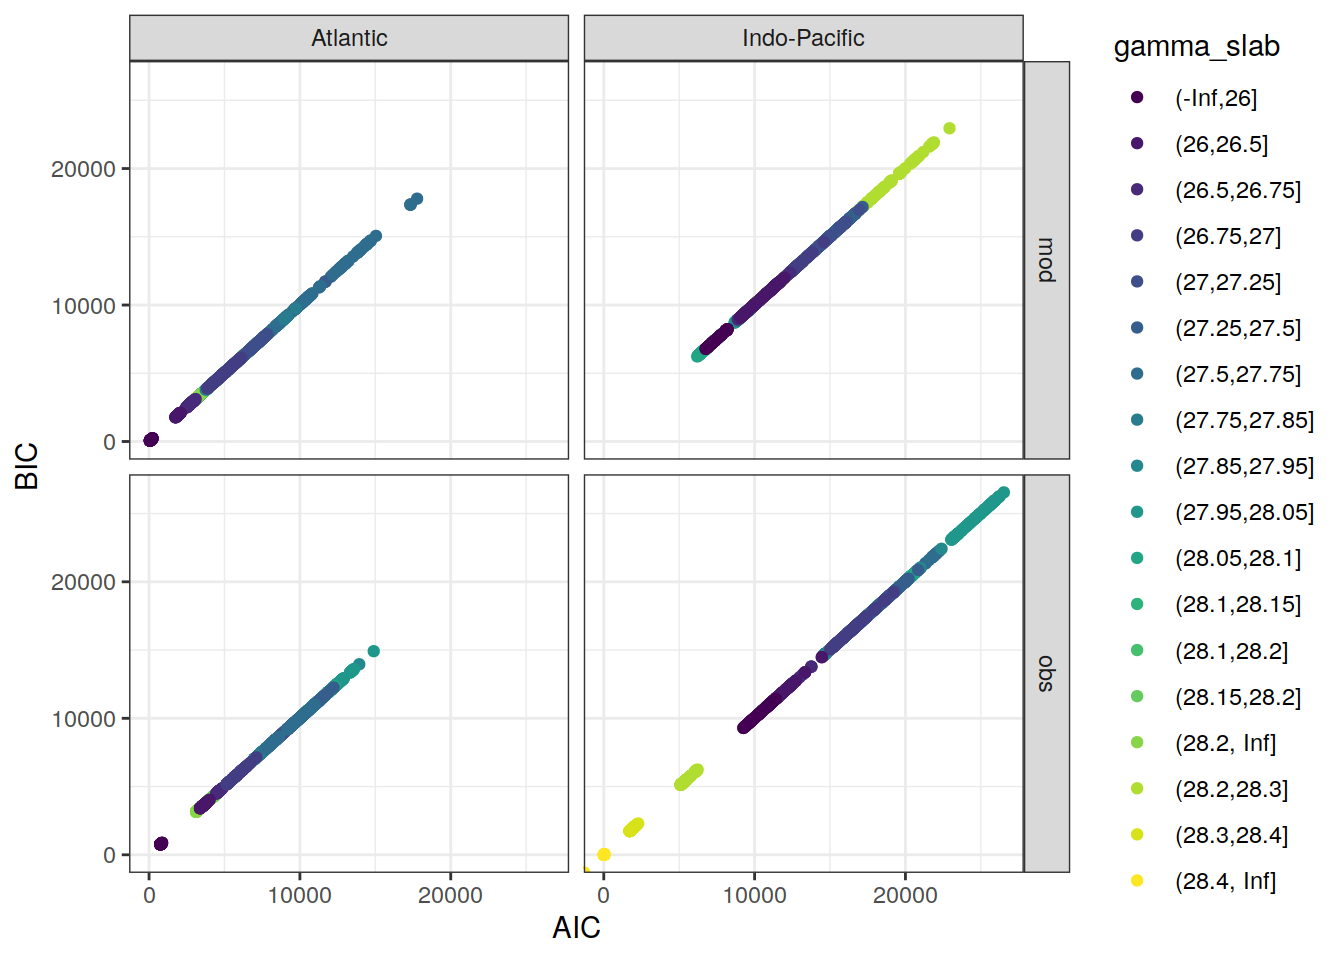 Atlantic
Indo-Pacific
mod
obs
20000
10000
0
20000
10000
0
BIC
0
10000
20000
0
10000
20000
AIC
gamma_slab
(-Inf,26]
(26,26.5]
(26.5,26.75]
(26.75,27]
(27,27.25]
(27.25,27.5]
(27.5,27.75]
(27.75,27.85]
(27.85,27.95]
(27.95,28.05]
(28.05,28.1]
(28.1,28.15]
(28.1,28.2]
(28.15,28.2]
(28.2, Inf]
(28.2,28.3]
(28.3,28.4]
(28.4, Inf]